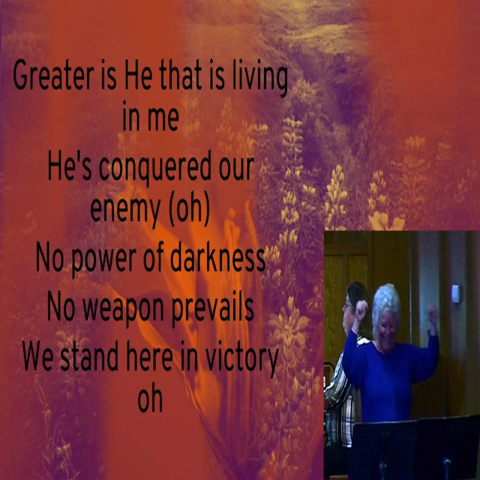 Greater is He that is living
in me
He's conquered our
enemy (oh)
No power of darkness
No weapon prevails
We stand here in victory
oh